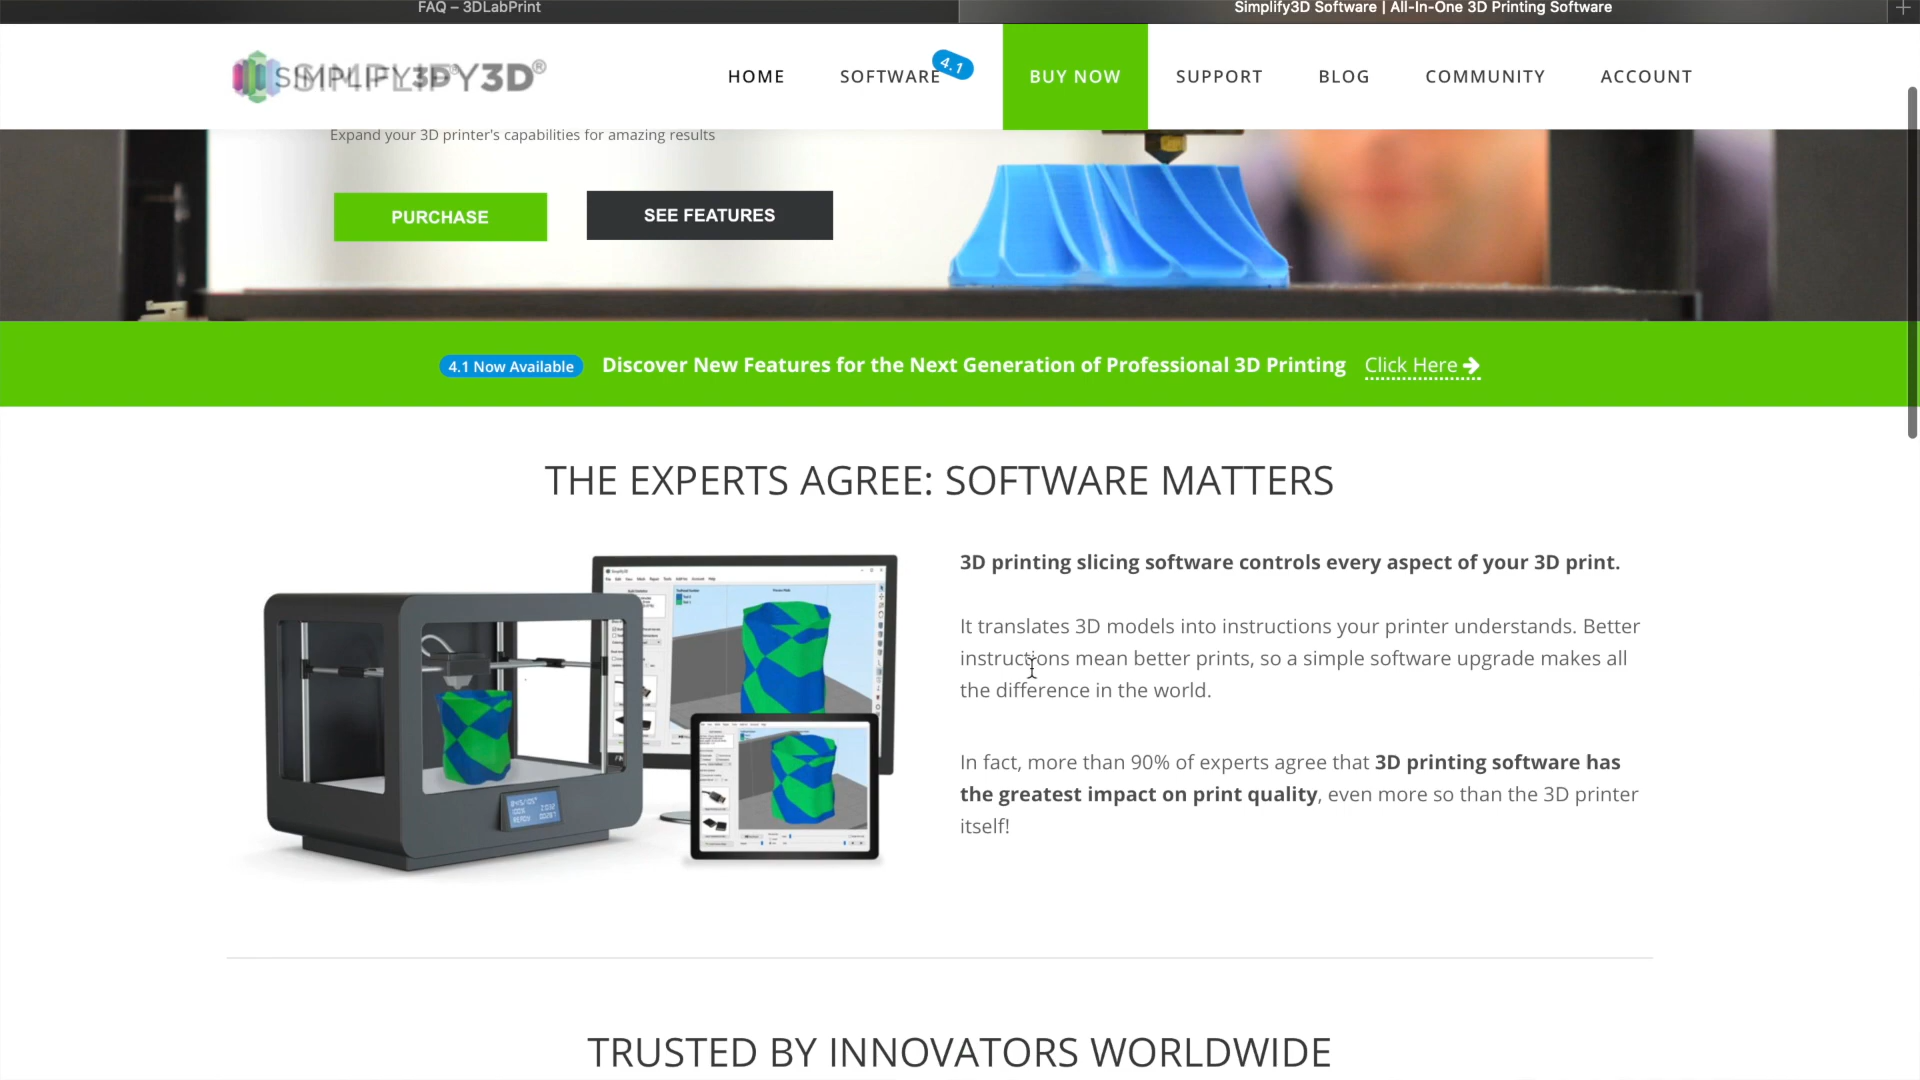 FAQ – 3DLabPrint
Simplify3D Software | All-In-One 3D Printing Software
SIMPLIFY3D®
HOME
SOFTWARE
4.1
BUY NOW
SUPPORT
BLOG
COMMUNITY
ACCOUNT
Expand your 3D printer's capabilities for amazing results
PURCHASE
SEE FEATURES
4.1 Now Available
Discover New Features for the Next Generation of Professional 3D Printing
Click Here
THE EXPERTS AGREE: SOFTWARE MATTERS
3D printing slicing software controls every aspect of your 3D print.
It translates 3D models into instructions your printer understands. Better
instructions mean better prints, so a simple software upgrade makes all
the difference in the world.
In fact, more than 90% of experts agree that 3D printing software has
the greatest impact on print quality, even more so than the 3D printer
itself!
TRUSTED BY INNOVATORS WORLDWIDE